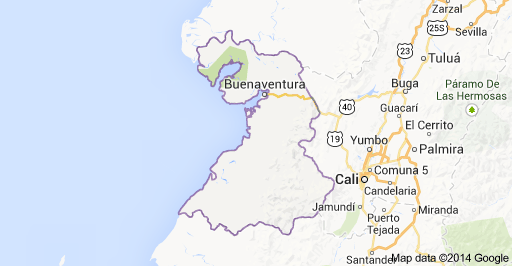 Zarzal
Sevilla
25S
23
Tuluá
Buenaventura
Buga
Páramo De
Las Hermosas
40
Guacarí
19
El Cerrito
Yumbo
Palmira
Cali
Comuna 5
Candelaria
Jamundí
Puerto
Tejada
Miranda
Santander
Map data ©2014 Google